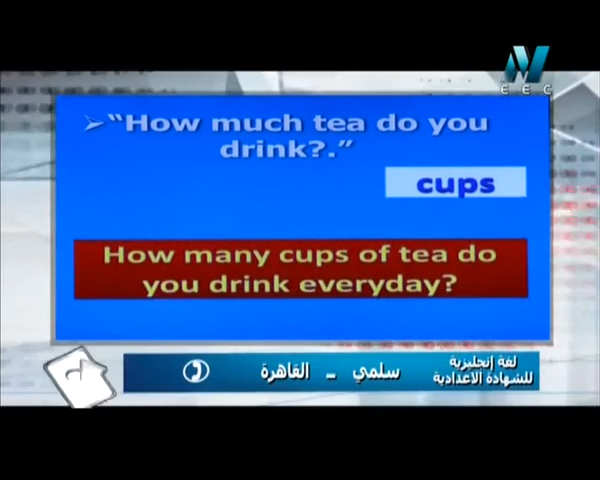 E E C
➢“How much tea do you
drink?.”
cups
How many cups of tea do
you drink everyday?
لغة إنجليزية
للشهادة الاعدادية
سلمي - القاهرة